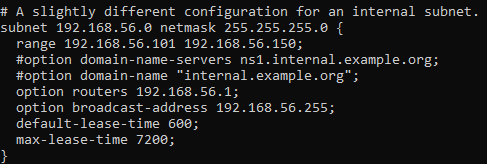 # A slightly different configuration for an internal subnet.
subnet 192.168.56.0 netmask 255.255.255.0 {
  range 192.168.56.101 192.168.56.150;
  #option domain-name-servers ns1.internal.example.org;
  #option domain-name "internal.example.org";
  option routers 192.168.56.1;
  option broadcast-address 192.168.56.255;
  default-lease-time 600;
  max-lease-time 7200;
}